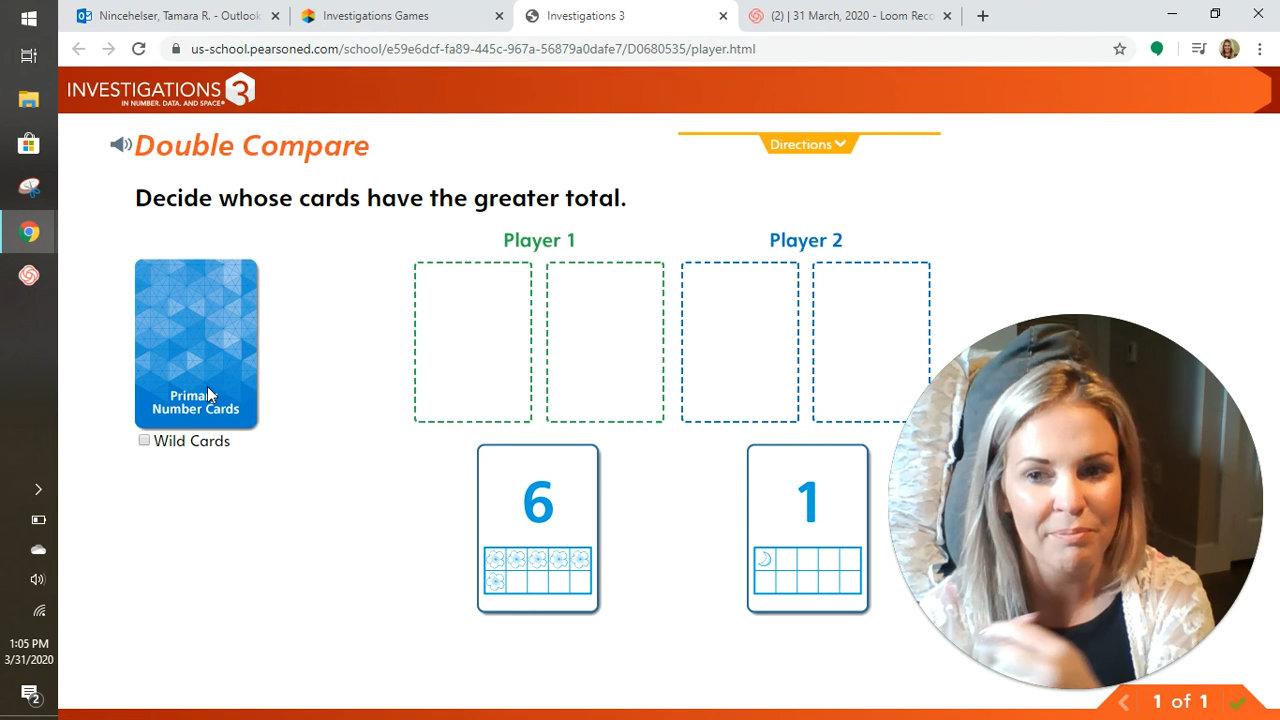 Nincehelser, Tamara R. - Outlook
Investigations Games
Investigations 3
(2) | 31 March, 2020 - Loom Reco
us-school.pearsoned.com/school/e59e6dcf-fa89-445c-967a-56879a0dafe7/D0680535/player.html
INVESTIGATIONS 3
IN NUMBER, DATA, AND SPACE®
Double Compare
Directions
Decide whose cards have the greater total.
Player 1
Player 2
Primary
Number Cards
Wild Cards
6
1
1:05 PM
3/31/2020
2
1 of 1